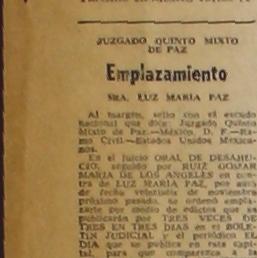 JUZGADO QUINTO MIXTO
DE PAZ
Emplazamiento
SRA. LUZ MARIA PAZ
Al margen, sello con el escudo
nacional que dice: Juzgado Quinto
Mixto de Paz.—México, D. F.—Ra-
mo Civil.—Estados Unidos Mexica-
nos.
En el juicio ORAL DE DESAHU-
CIO, seguido por RUIZ GODJAR
MARIA DE LOS ANGELES en con-
tra de LUZ MARIA PAZ, por auto
de fecha veintiuno de noviembre
próximo pasado, se ordenó empla-
zarle por medio de edictos que se
publicarán por TRES VECES DE
TRES EN TRES DIAS en el BOLE-
TIN JUDICIAL y el periódico EL
DIA que se publica en esta capi-
tal, para que comparezca a la